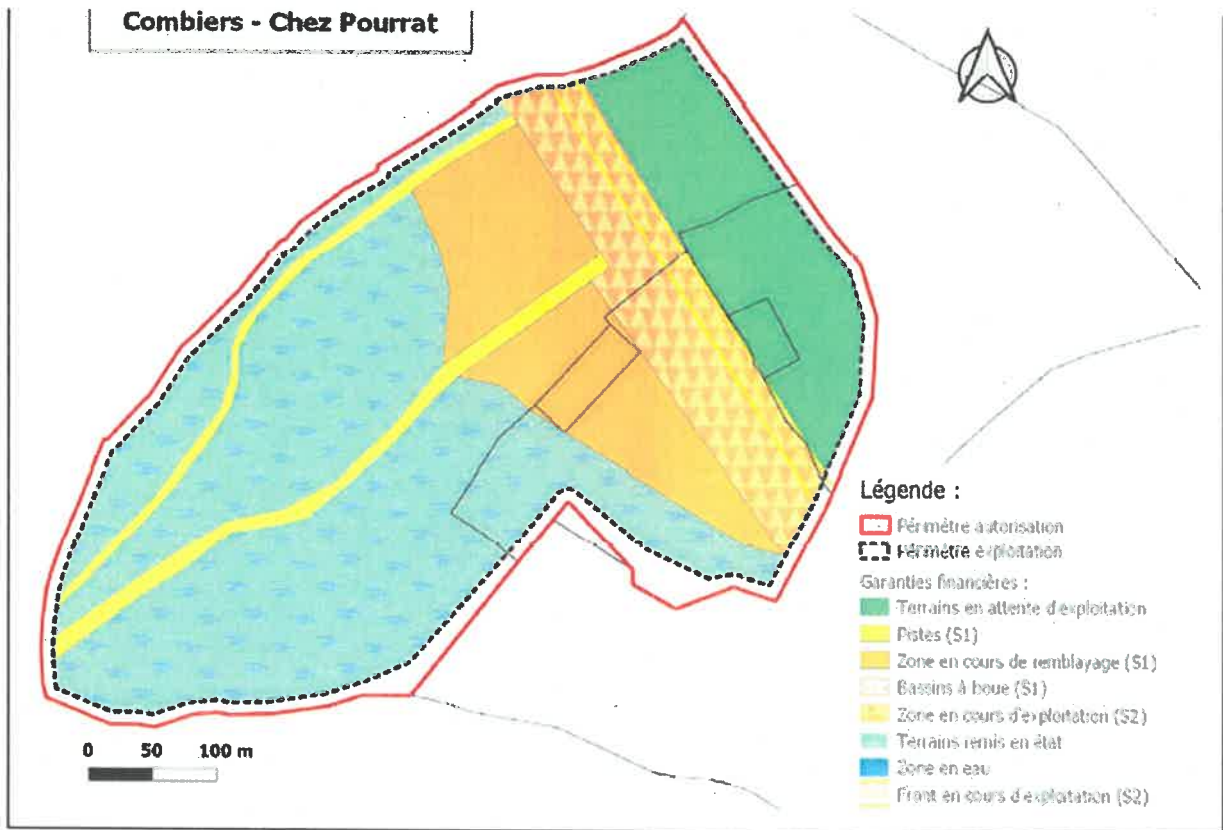 Combiers - Chez Pourrat
Légende :
Périmètre autorisation
Périmètre exploitation
Garanties financières :
Terrains en attente d'exploitation
Pistes (S1)
Zone en cours de remblayage (S1)
Bassins à boue (S1)
Zone en cours d'exploitation (S2)
Terrains remis en état
Zone en eau
Front en cours d'exploitation (S2)
0 50 100 m